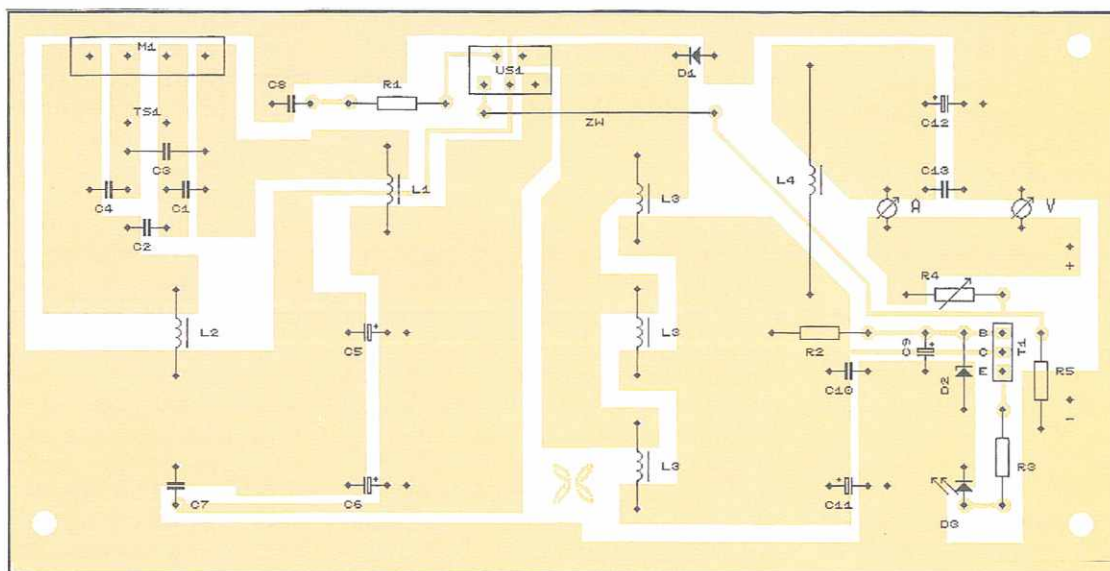 M1
US1
D1
C8
R1
C12
TS1
ZW
C3
C4
C1
L1
L3
L4
C13
A
V
C2
+
R4
L2
C5
L3
R2
C9
B
C
E
T1
D2
R5
C10
-
L3
R3
C7
C6
C11
D3